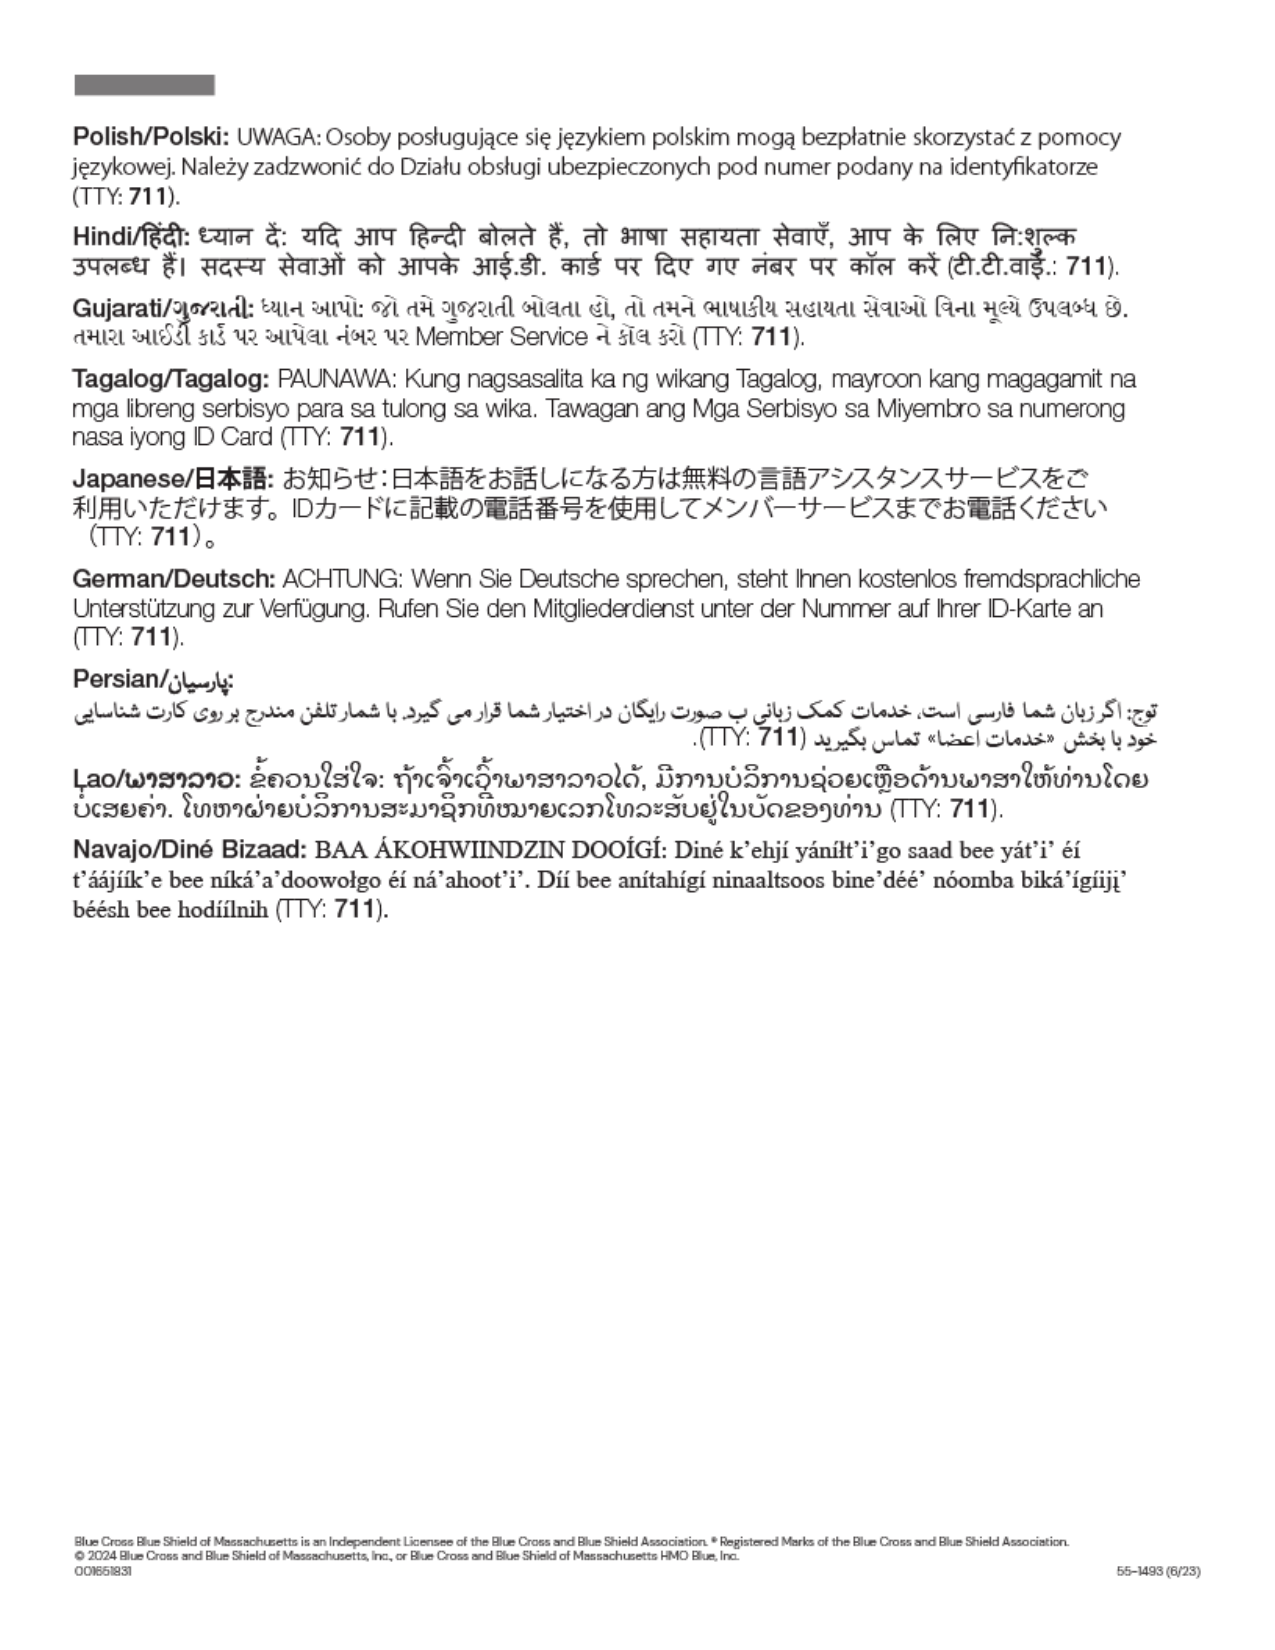 Polish/Polski: UWAGA: Osoby posługujące się językiem polskim mogą bezpłatnie skorzystać z pomocy
językowej. Należy zadzwonić do Działu obsługi ubezpieczonych pod numer podany na identyfikatorze
(TTY: 711).
Hindi/हिंदी: ध्यान दें: यदि आप हिन्दी बोलते हैं, तो भाषा सहायता सेवाएँ, आप के लिए नि:शुल्क
उपलब्ध हैं। सदस्य सेवाओं को आपके आई.डी. कार्ड पर दिए गए नंबर पर कॉल करें (टी.टी.वाई.: 711).
Gujarati/ગુજરાતી: ધ્યાન આપો: જો તમે ગુજરાતી બોલતા હો, તો તમને ભાષાકીય સહાયતા સેવાઓ વિના મૂલ્યે ઉપલબ્ધ છે.
તમારા આઈડી કાર્ડ પર આપેલા નંબર પર Member Service ને કૉલ કરો (TTY: 711).
Tagalog/Tagalog: PAUNAWA: Kung nagsasalita ka ng wikang Tagalog, mayroon kang magagamit na
mga libreng serbisyo para sa tulong sa wika. Tawagan ang Mga Serbisyo sa Miyembro sa numerong
nasa iyong ID Card (TTY: 711).
Japanese/日本語: お知らせ：日本語をお話しになる方は無料の言語アシスタンスサービスをご
利用いただけます。IDカードに記載の電話番号を使用してメンバーサービスまでお電話ください
（TTY: 711）。
German/Deutsch: ACHTUNG: Wenn Sie Deutsche sprechen, steht Ihnen kostenlos fremdsprachliche
Unterstützung zur Verfügung. Rufen Sie den Mitgliederdienst unter der Nummer auf Ihrer ID-Karte an
(TTY: 711).
Persian/پارسیان:
توج: اگر زبان شما فارسی است، خدمات کمک زبانی ب صورت رایگان در اختیار شما قرار می گیرد. با شمار تلفن مندرج بر روی کارت شناسایی
خود با بخش «خدمات اعضا» تماس بگیرید (TTY: 711).
Lao/ພາສາລາວ: ຂໍ້ຄວນໃສ່ໃຈ: ຖ້າເຈົ້າເວົ້າພາສາລາວໄດ້, ມີການບໍລິການຊ່ວຍເຫຼືອດ້ານພາສາໃຫ້ທ່ານໂດຍ
ບໍ່ເສຍຄ່າ. ໂທຫາຝ່າຍບໍລິການສະມາຊິກທີ່ໝາຍເລກໂທລະສັບຢູ່ໃນບັດຂອງທ່ານ (TTY: 711).
Navajo/Diné Bizaad: BAA ÁKOHWIINDZIN DOOÍGÍ: Diné k’ehjí yáníłt’i’go saad bee yát’i’ éí
t’áájíík’e bee níká’a’doowołgo éí ná’ahoot’i’. Díí bee anítahígí ninaaltsoos bine’déé’ nóomba biká’ígíijį’
béésh bee hodíílnih (TTY: 711).
Blue Cross Blue Shield of Massachusetts is an Independent Licensee of the Blue Cross and Blue Shield Association. ® Registered Marks of the Blue Cross and Blue Shield Association.
© 2024 Blue Cross and Blue Shield of Massachusetts, Inc., or Blue Cross and Blue Shield of Massachusetts HMO Blue, Inc.
001651831 55-1493 (6/23)